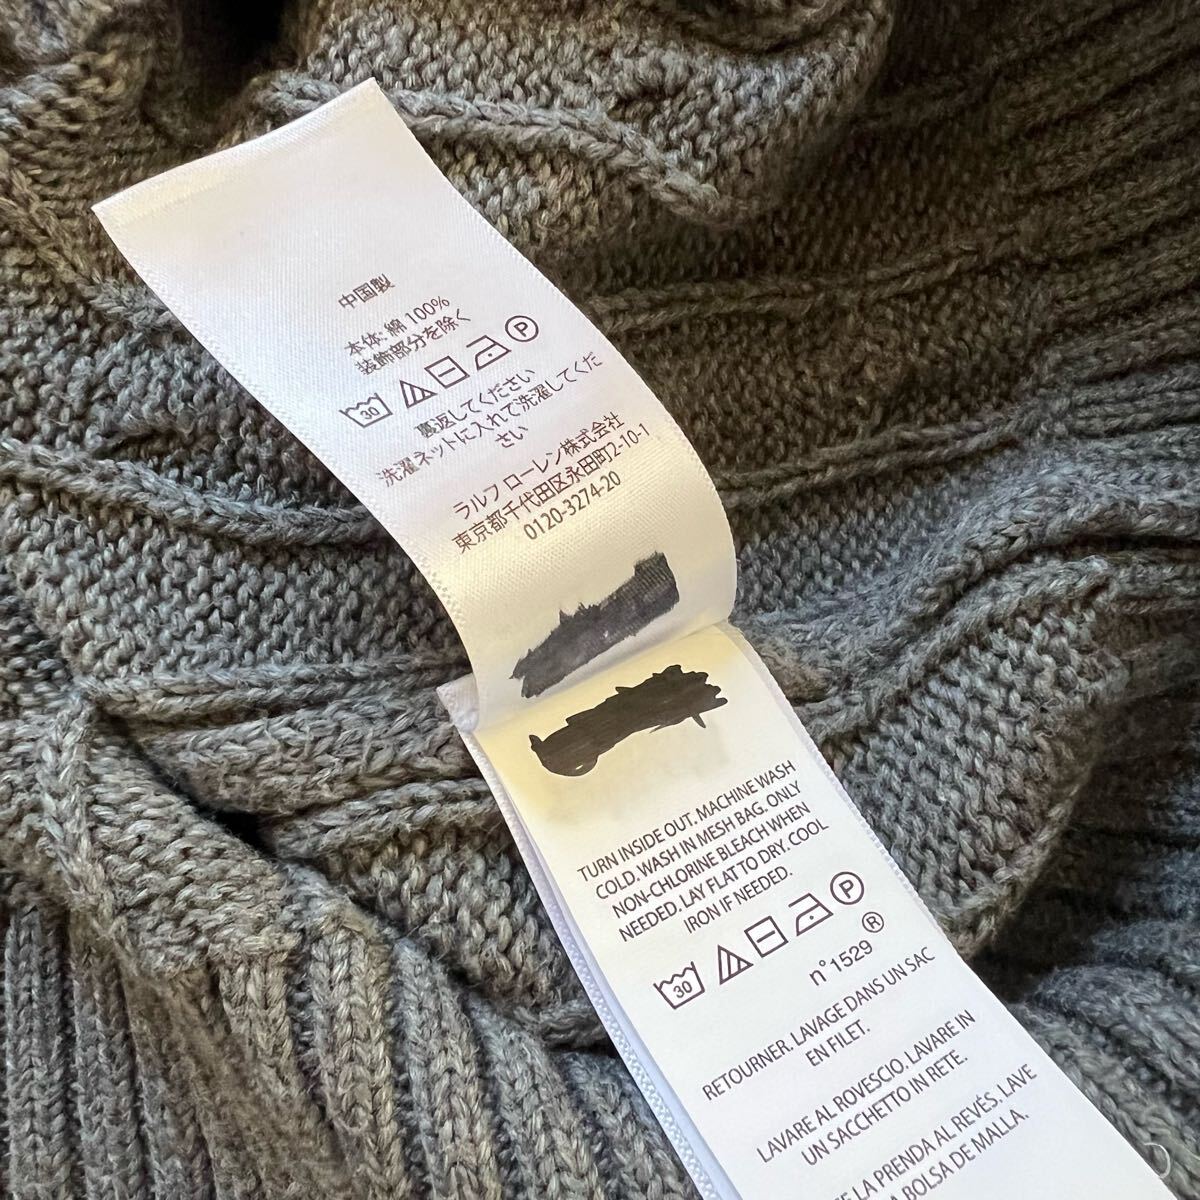 中国製
本体: 綿 100%
装飾部分を除く
30 P
裏返してください
洗濯ネットに入れて洗濯してくだ
さい
ラルフ ローレン株式会社
東京都千代田区永田町2-10-1
0120-3274-20
TURN INSIDE OUT. MACHINE WASH
COLD. WASH IN MESH BAG. ONLY
NON-CHLORINE BLEACH WHEN
NEEDED. LAY FLAT TO DRY. COOL
IRON IF NEEDED.
30 P
n° 1529 ®
RETOURNER. LAVAGE DANS UN SAC
EN FILET.
LAVARE AL ROVESCIO. LAVARE IN
UN SACCHETTO IN RETE.
LA PRENDA AL REVÉS. LAVE
BOLSA DE MALLA.